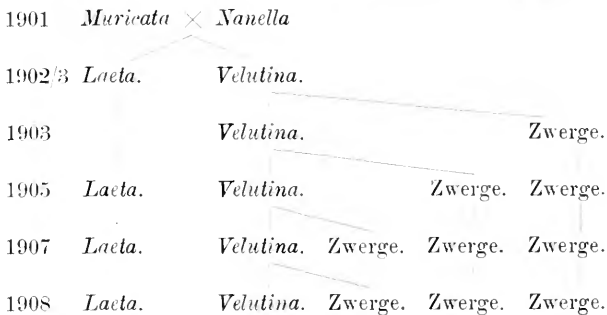 1901 Muricata × Nanella
1902/3 Laeta. Velutina.
1903 Velutina. Zwerge.
1905 Laeta. Velutina. Zwerge. Zwerge.
1907 Laeta. Velutina. Zwerge. Zwerge. Zwerge.
1908 Laeta. Velutina. Zwerge. Zwerge. Zwerge.